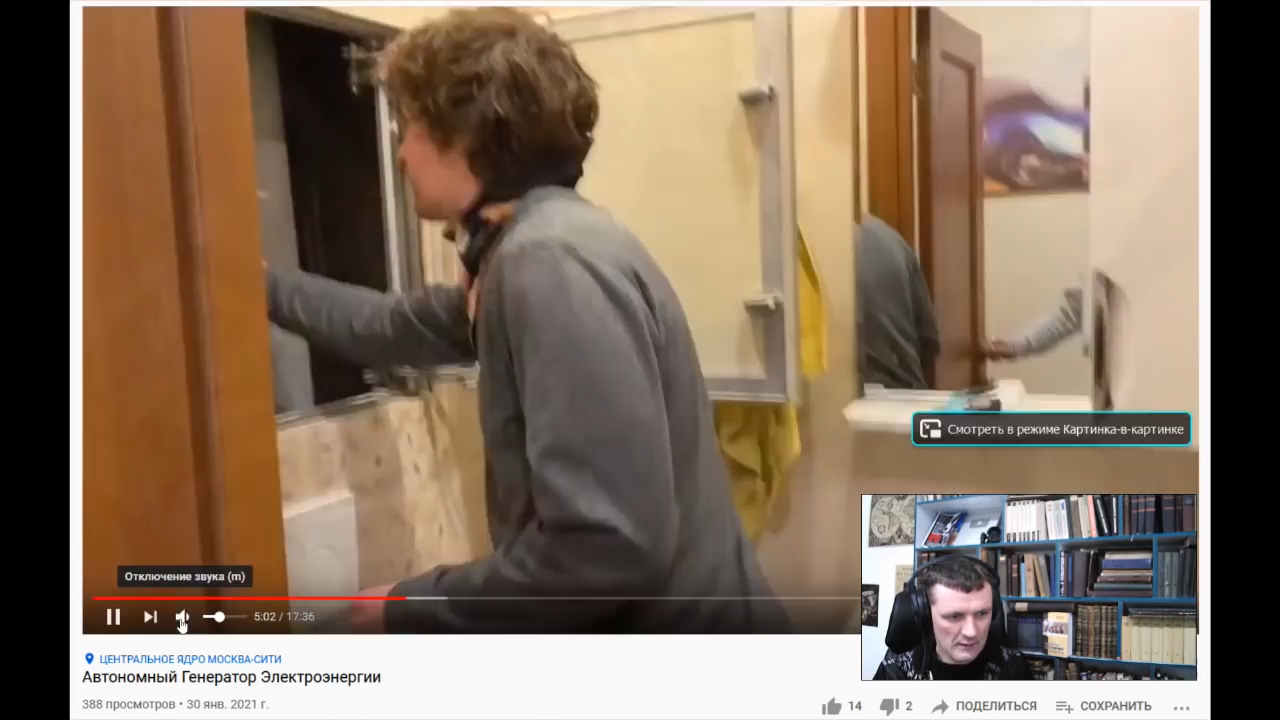 Смотреть в режиме Картинка-в-картинке
Отключение звука (m)
5:02 / 17:36
ЦЕНТРАЛЬНОЕ ЯДРО МОСКВА-СИТИ
Автономный Генератор Электроэнергии
388 просмотров • 30 янв. 2021 г.
14
2
ПОДЕЛИТЬСЯ
СОХРАНИТЬ